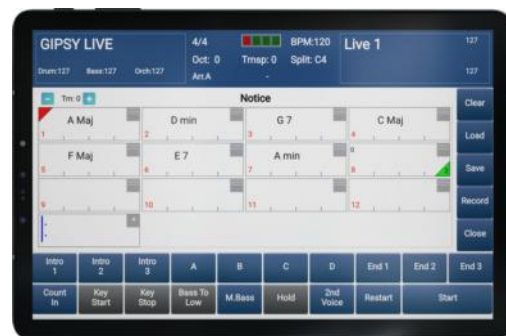 GIPSY LIVE
4/4
BPM:120
Live 1
127
Oct: 0
Trnsp: 0
Split: C4
Drum:127
Bass:127
Orch:127
Art.A
-
127
Trn: 0
Notice
Clear
A Maj
D min
G 7
C Maj
1
2
3
4
Load
F Maj
E 7
A min
0
5
6
7
8
Save
9
10
11
12
Record
Close
Intro 1
Intro 2
Intro 3
A
B
C
D
End 1
End 2
End 3
Count In
Key Start
Key Stop
Bass To Low
M.Bass
Hold
2nd Voice
Restart
Start